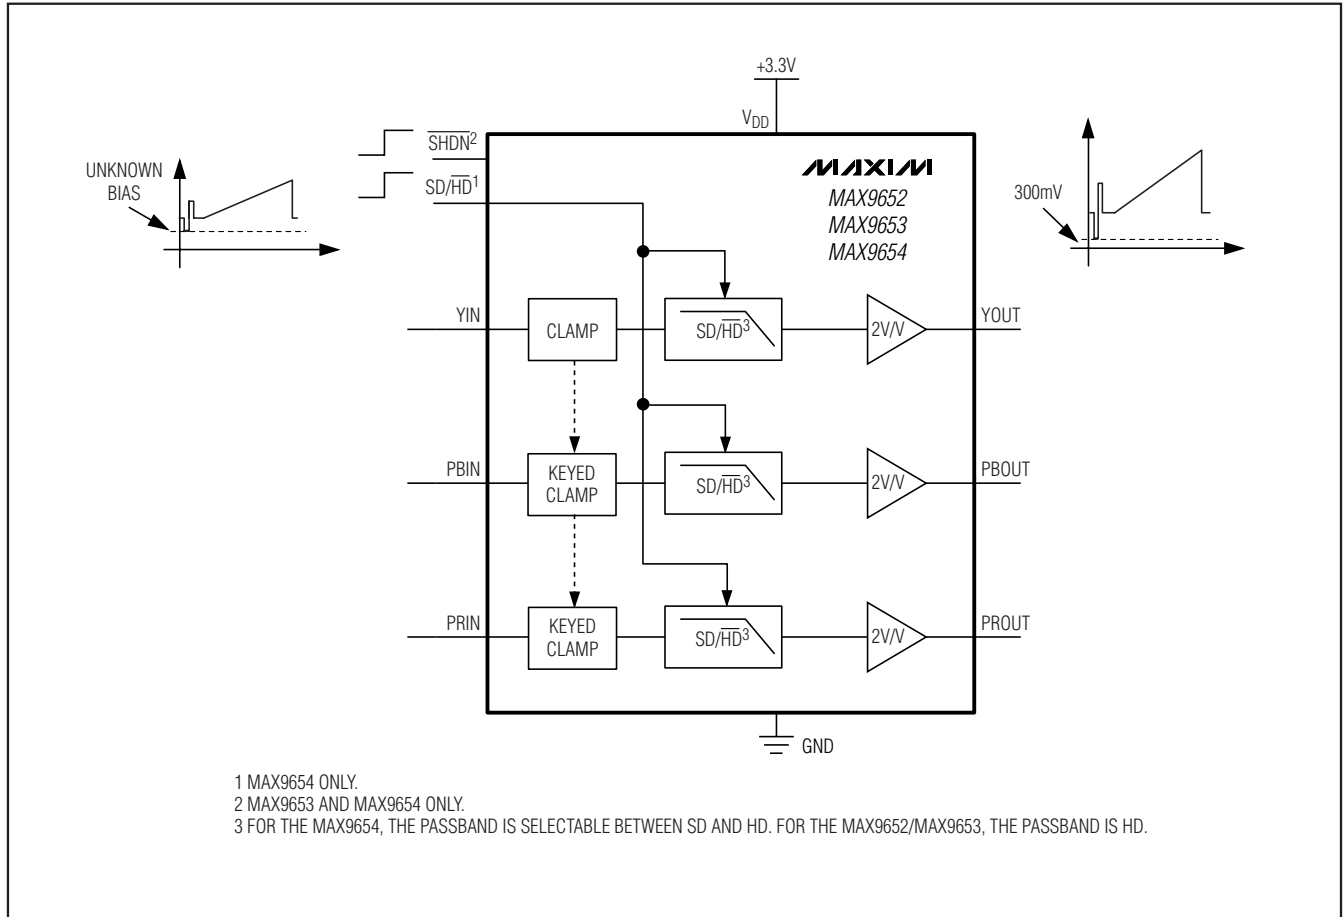 +3.3V
VDD
SHDN2
SD/HD1
UNKNOWN
BIAS
MAXIM
MAX9652
MAX9653
MAX9654
300mV
YIN
CLAMP
SD/HD3
2V/V
YOUT
PBIN
KEYED
CLAMP
SD/HD3
2V/V
PBOUT
PRIN
KEYED
CLAMP
SD/HD3
2V/V
PROUT
GND
1 MAX9654 ONLY.
2 MAX9653 AND MAX9654 ONLY.
3 FOR THE MAX9654, THE PASSBAND IS SELECTABLE BETWEEN SD AND HD. FOR THE MAX9652/MAX9653, THE PASSBAND IS HD.